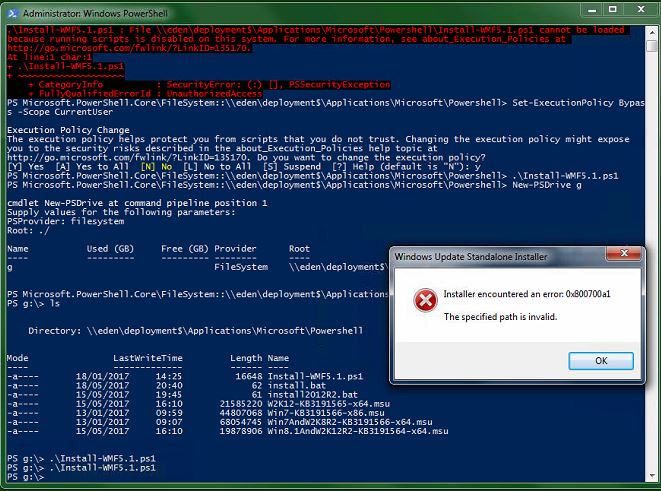 Administrator: Windows PowerShell
.\Install-WMF5.1.ps1 : File \\eden\deployment$\Applications\Microsoft\Powershell\Install-WMF5.1.ps1 cannot be loaded
because running scripts is disabled on this system. For more information, see about_Execution_Policies at
http://go.microsoft.com/fwlink/?LinkID=135170.
At line:1 char:1
+ .\Install-WMF5.1.ps1
+ ~~~~~~~~~~~~~~~~~~~~
+ CategoryInfo : SecurityError: (:) [], PSSecurityException
+ FullyQualifiedErrorId : UnauthorizedAccess
PS Microsoft.PowerShell.Core\FileSystem::\\eden\deployment$\Applications\Microsoft\Powershell> Set-ExecutionPolicy Bypas
s -Scope CurrentUser
Execution Policy Change
The execution policy helps protect you from scripts that you do not trust. Changing the execution policy might expose
you to the security risks described in the about_Execution_Policies help topic at
http://go.microsoft.com/fwlink/?LinkID=135170. Do you want to change the execution policy?
[Y] Yes [A] Yes to All [N] No [L] No to All [S] Suspend [?] Help (default is "N"): y
PS Microsoft.PowerShell.Core\FileSystem::\\eden\deployment$\Applications\Microsoft\Powershell> .\Install-WMF5.1.ps1
PS Microsoft.PowerShell.Core\FileSystem::\\eden\deployment$\Applications\Microsoft\Powershell> New-PSDrive g
cmdlet New-PSDrive at command pipeline position 1
Supply values for the following parameters:
PSProvider: filesystem
Root: ./
Name Used (GB) Free (GB) Provider Root
---- --------- --------- -------- ----
g FileSystem \\eden\deployment$\
PS Microsoft.PowerShell.Core\FileSystem::\\eden\deployment$\Applications
PS g:\> ls
Directory: \\eden\deployment$\Applications\Microsoft\Powershell
Mode LastWriteTime Length Name
---- ------------- ------ ----
-a---- 18/01/2017 14:25 16648 Install-WMF5.1.ps1
-a---- 18/05/2017 20:40 62 install.bat
-a---- 15/05/2017 19:45 61 install2012R2.bat
-a---- 15/05/2017 16:10 21585220 W2K12-KB3191565-x64.msu
-a---- 13/01/2017 09:59 44807068 Win7-KB3191566-x86.msu
-a---- 13/01/2017 09:07 68054745 Win7AndW2K8R2-KB3191566-x64.msu
-a---- 15/05/2017 16:10 19878906 Win8.1AndW2K12R2-KB3191564-x64.msu
PS g:\> .\Install-WMF5.1.ps1
PS g:\> .\Install-WMF5.1.ps1
PS g:\>
Windows Update Standalone Installer
Installer encountered an error: 0x800700a1
The specified path is invalid.
OK